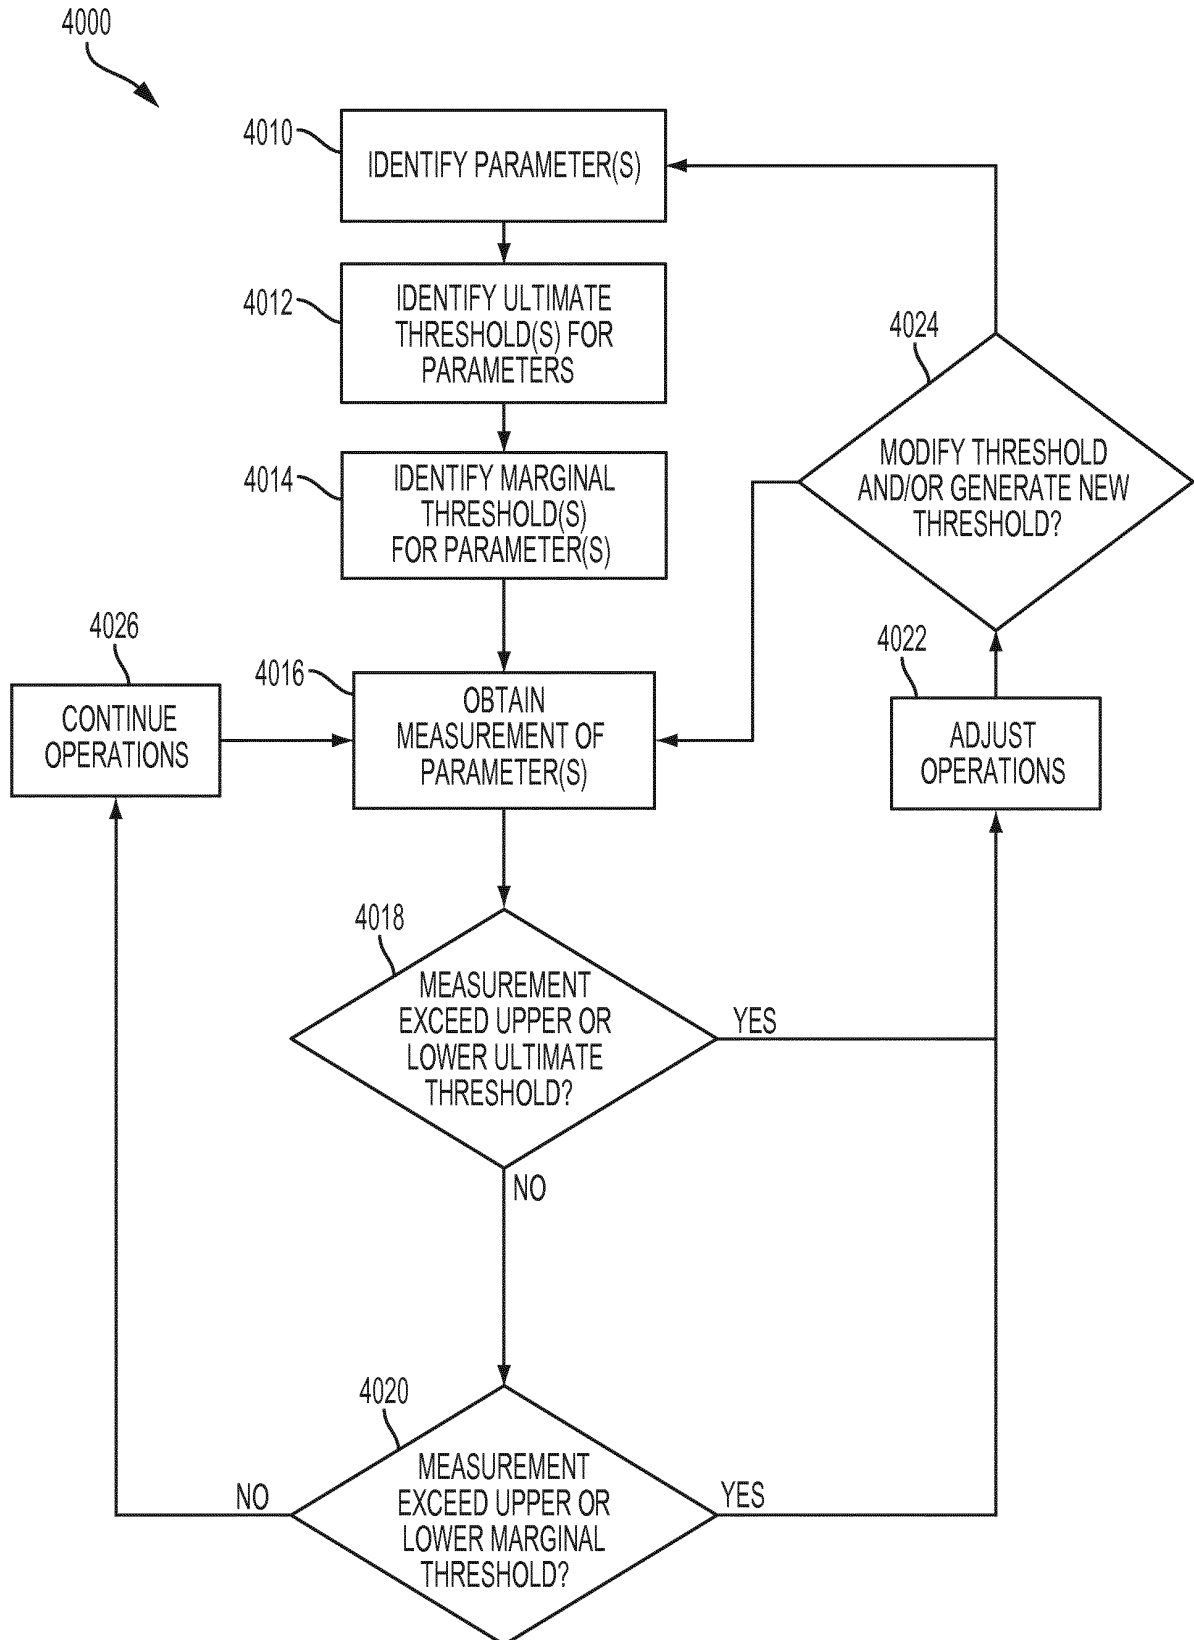 4000
4010
IDENTIFY PARAMETER(S)
4012
IDENTIFY ULTIMATE
THRESHOLD(S) FOR
PARAMETERS
4024
MODIFY THRESHOLD
AND/OR GENERATE NEW
THRESHOLD?
4014
IDENTIFY MARGINAL
THRESHOLD(S)
FOR PARAMETER(S)
4026
CONTINUE
OPERATIONS
4016
OBTAIN
MEASUREMENT OF
PARAMETER(S)
4022
ADJUST
OPERATIONS
4018
MEASUREMENT
EXCEED UPPER OR
LOWER ULTIMATE
THRESHOLD?
YES
NO
4020
MEASUREMENT
EXCEED UPPER OR
LOWER MARGINAL
THRESHOLD?
NO
YES